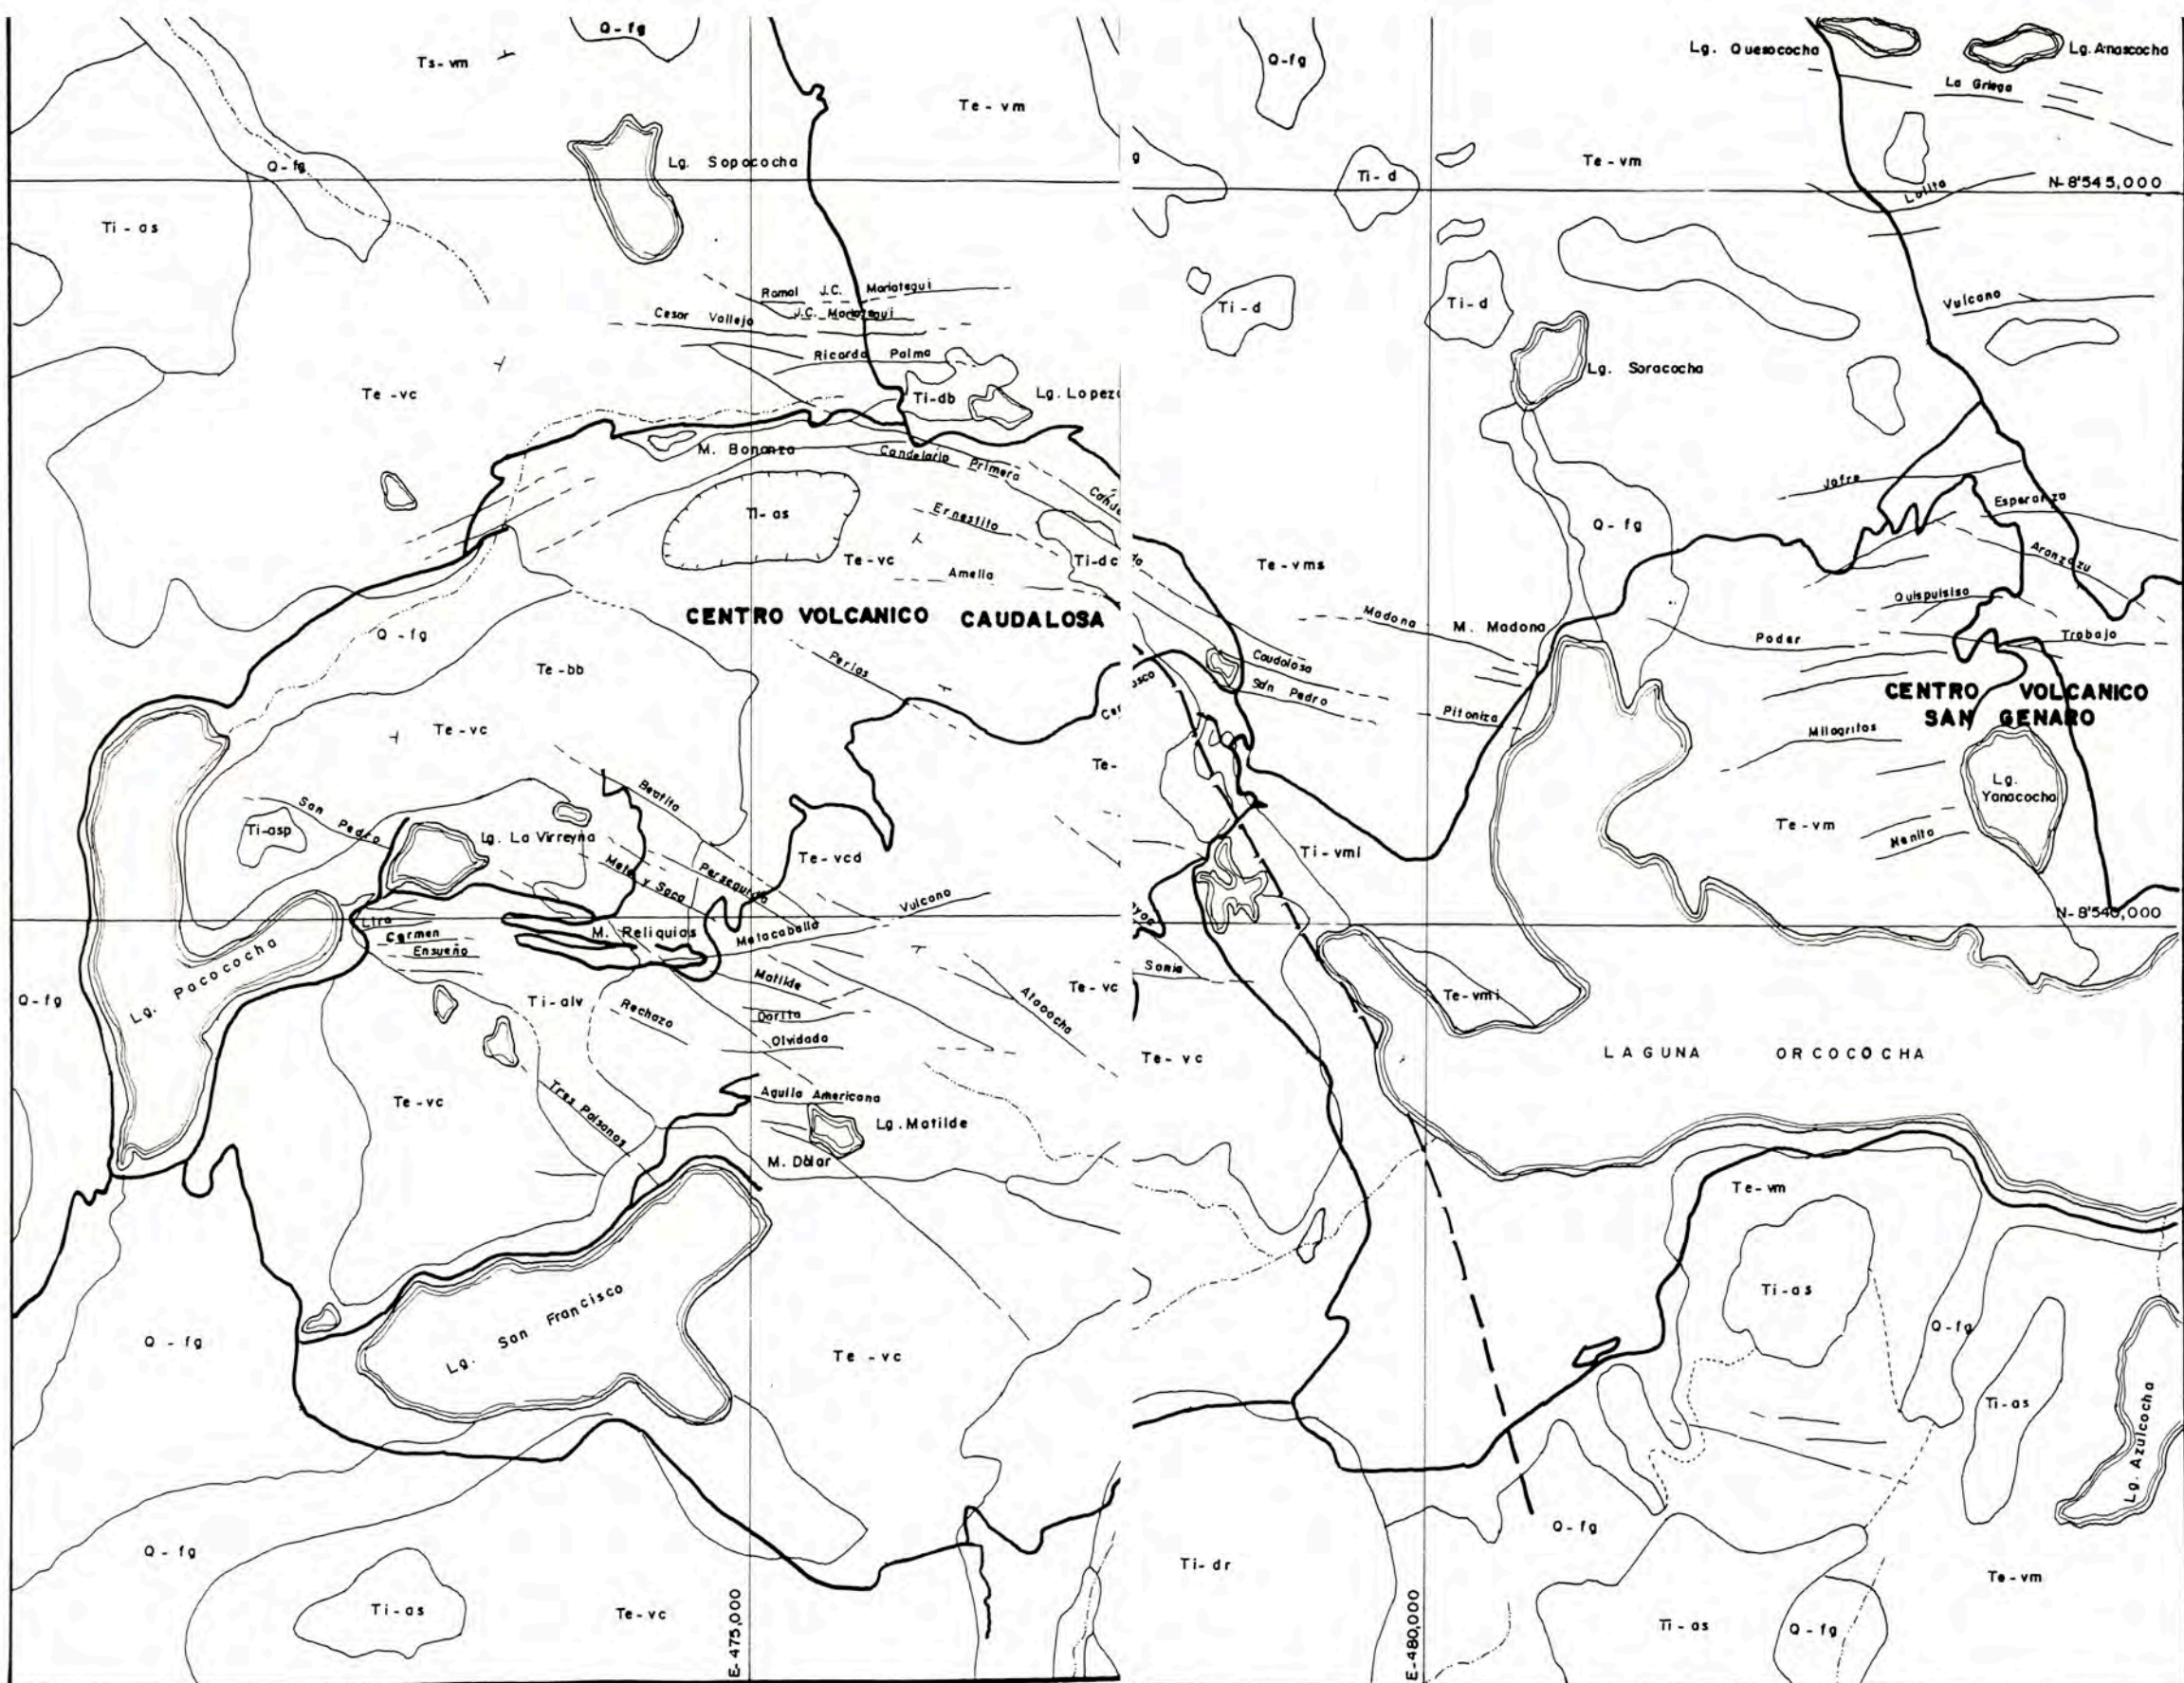 Q-fg
Ts-vm
Te-vm
Q-fg
Lg. Sopococha
Ti-as
Ramal J.C. Mariategui
J.C. Mariategui
Cesar Vallejo
Ricardo Palma
Te-vc
Ti-db
M. Bonanza
Candelaria Primera
Ti-as
Ernestito
Te-vc
Ti-dc
Amelia
CENTRO VOLCANICO CAUDALOSA
Q-fg
Te-bb
Perlas
Te-vc
Te-
San Pedro
Ti-asp
Beatita
Lg. La Virreyna
Te-vcd
Mete y Saca
Vulcano
Lira
Carmen
M. Reliquias
Matacaballo
Ensueño
Lg. Pacococha
Q-fg
Matilde
Te-vc
Ti-alv
Rechazo
Atacocha
Dorita
Olvidada
Te-vc
Tres Paisanos
Aguila Americana
Lg. Matilde
M. Dólar
Q-fg
Lg. San Francisco
Te-vc
Q-fg
Ti-as
Te-vc
E-475,000
Q-fg
Lg. Quesococha
Lg. Anascocha
La Griega
g
Te-vm
Ti-d
N-8'545,000
Lolita
Ti-d
Ti-d
Vulcano
Lg. Soracocha
Jafre
Esperanza
Q-fg
Te-vms
Aranzazu
Quispuisisa
Madona
M. Madona
Poder
Trabajo
Caudalosa
San Pedro
Pitoniza
CENTRO VOLCANICO
SAN GENARO
Milagritos
Lg.
Yanacocha
Te-vm
Nenita
Ti-vml
N-8'540,000
Sonia
Te-vmi
Te-vc
LAGUNA ORCOCOCHA
Te-vm
Ti-as
Q-fg
Ti-as
Lg. Azulcocha
Q-fg
Ti-dr
Te-vm
Ti-as
Q-fg
E-480,000